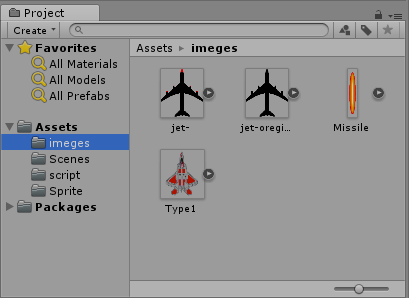 Project
Create
Favorites
All Materials
All Models
All Prefabs
Assets
imeges
Scenes
script
Sprite
Packages
Assets imeges
jet-
jet-oregi...
Missile
Type1